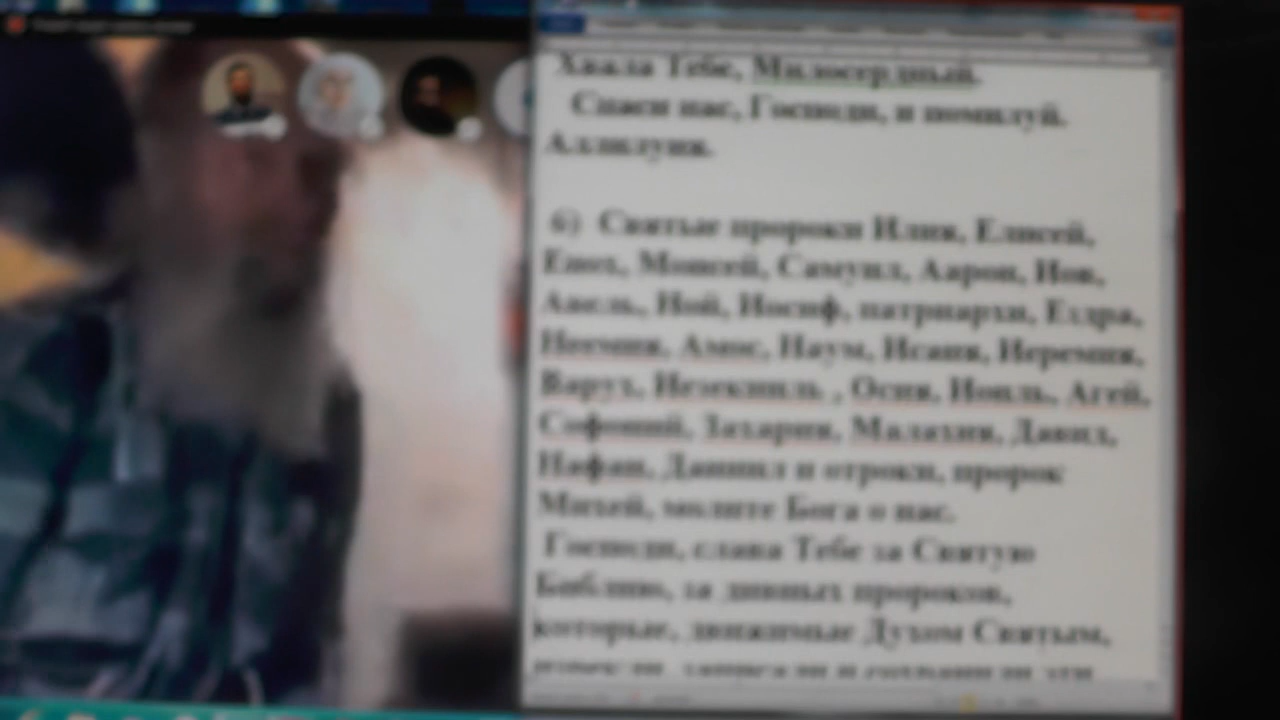 Хвала Тебе, Милосердный.
Спаси нас, Господи, и помилуй.
Аллилуия.
6) Святые пророки Илия, Елисей,
Енох, Моисей, Самуил, Аарон, Иов,
Авель, Ной, Иосиф, патриархи, Ездра,
Неемия, Амос, Наум, Исаия, Иеремия,
Варух, Иезекииль , Осия, Иоиль, Агей,
Софоний, Захария, Малахия, Давид,
Нафан, Даниил и отроки, пророк
Михей, молите Бога о нас.
Господи, слава Тебе за Святую
Библию, за дивных пророков,
которые, движимые Духом Святым,
записали и сохранили эти